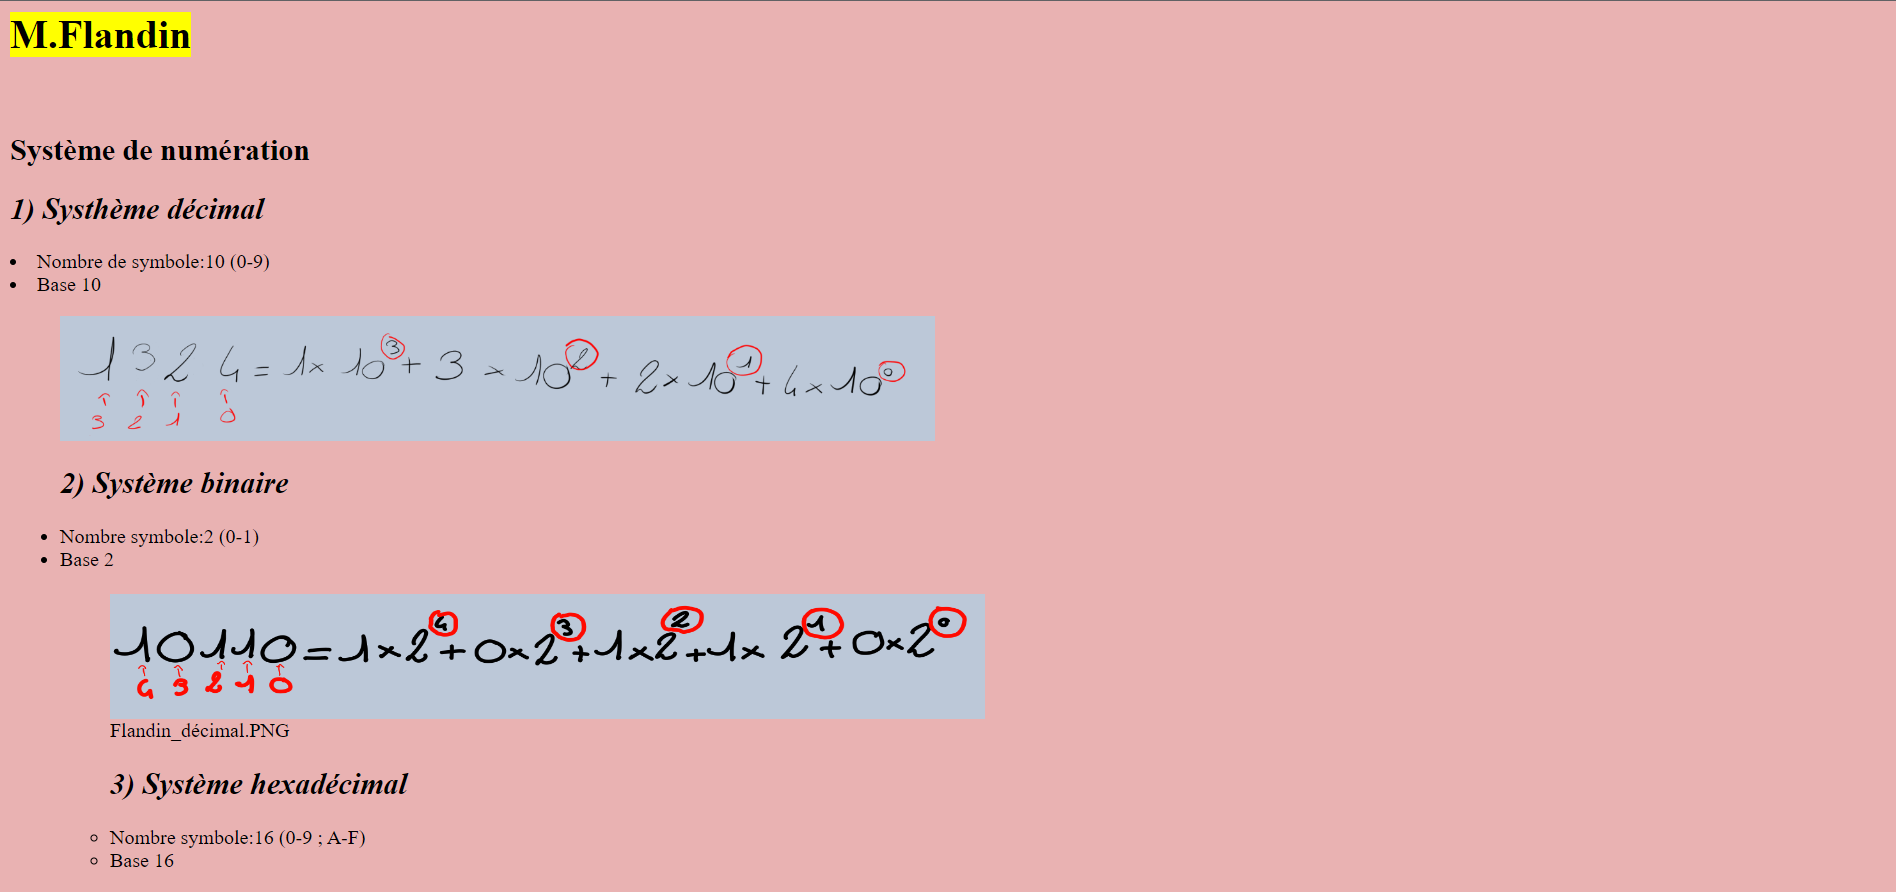 M.Flandin
Système de numération
1) Systhème décimal
Nombre de symbole:10 (0-9)
Base 10
1 3 2 4 = 1 × 10³ + 3 × 10² + 2 × 10¹ + 4 × 10⁰
3 2 1 0
2) Système binaire
Nombre symbole:2 (0-1)
Base 2
10110 = 1×2⁴ + 0×2³ + 1×2² + 1×2¹ + 0×2⁰
4 3 2 1 0
Flandin_décimal.PNG
3) Système hexadécimal
Nombre symbole:16 (0-9 ; A-F)
Base 16